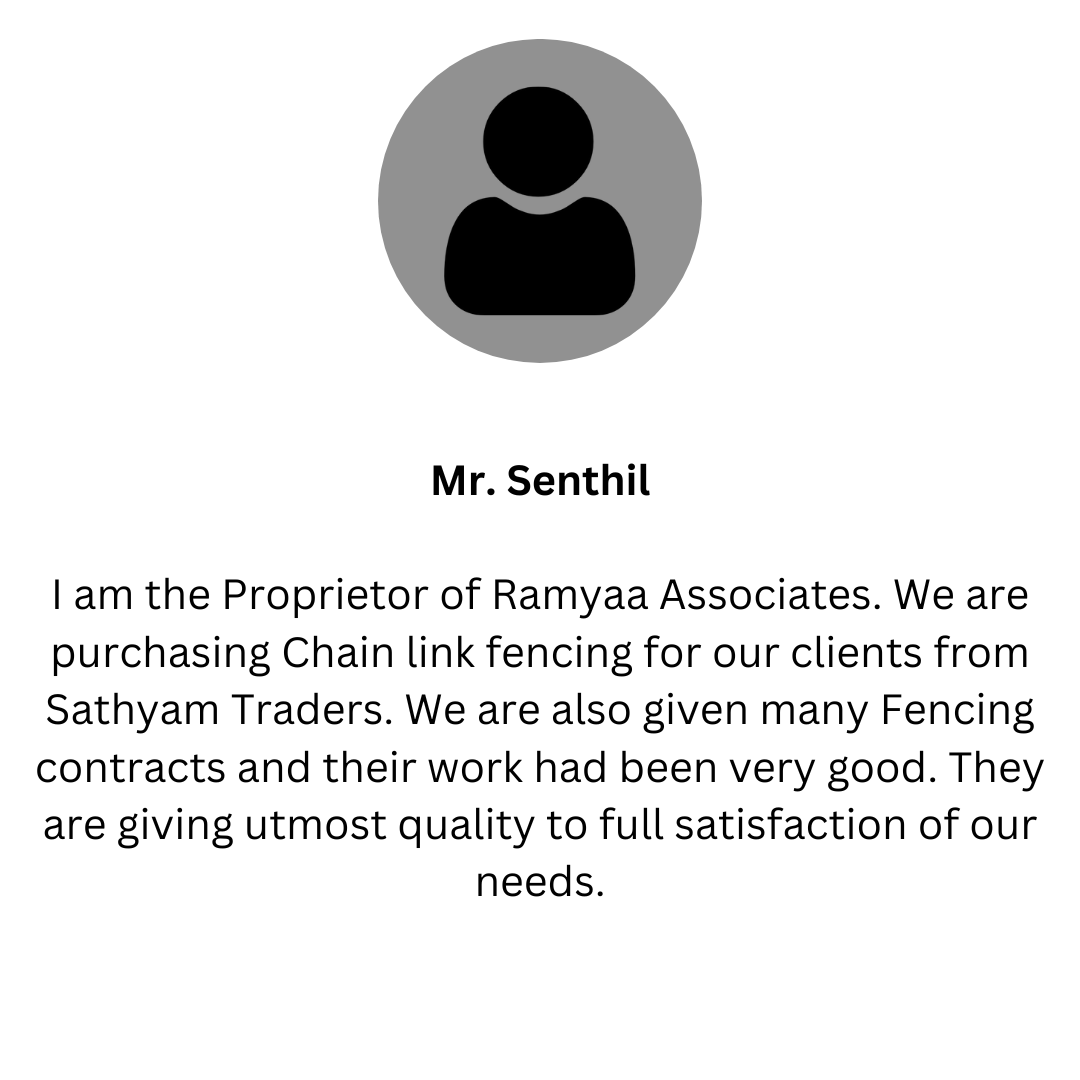 Mr. Senthil
I am the Proprietor of Ramyaa Associates. We are
purchasing Chain link fencing for our clients from
Sathyam Traders. We are also given many Fencing
contracts and their work had been very good. They
are giving utmost quality to full satisfaction of our
needs.